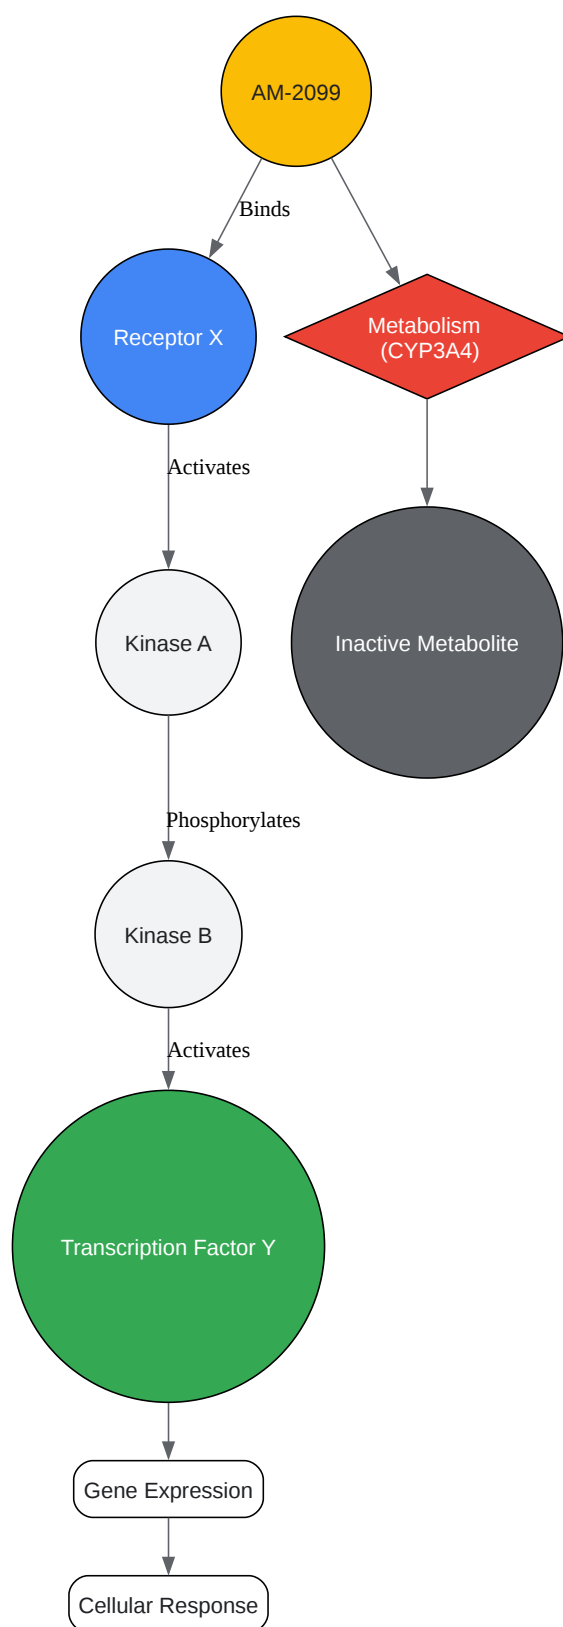 AM-2099
Binds
Receptor X
Metabolism
(CYP3A4)
Activates
Kinase A
Inactive Metabolite
Phosphorylates
Kinase B
Activates
Transcription Factor Y
Gene Expression
Cellular Response